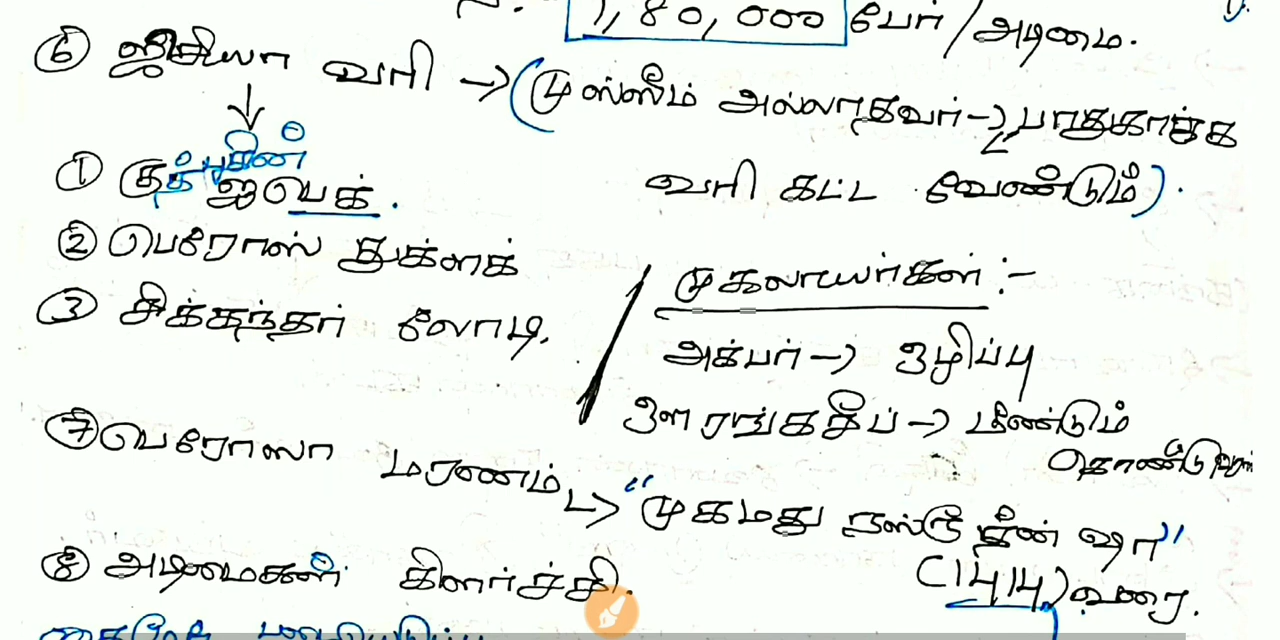 1,80,000 பேர் / அடிமை.
⑥ ஜிசியா வரி → (முஸ்லீம் அல்லாதவர் → பாதுகாக்க
வரி கட்ட வேண்டும்).
① குத்புதீன் ஐபெக்.
② பெரோஸ் துக்ளக்
③ சிக்கந்தர் லோடி.
முகலாயர்கள் :-
அக்பர் → ஒழிப்பு
ஔரங்கசீப் → மீண்டும்
கொண்டு
⑦ பெரோஸா மரணம் → "முகமது நஸ்ருதீன் ஷா"
(1414) வரை.
⑧ அடிமைகள் கிளர்ச்சி.